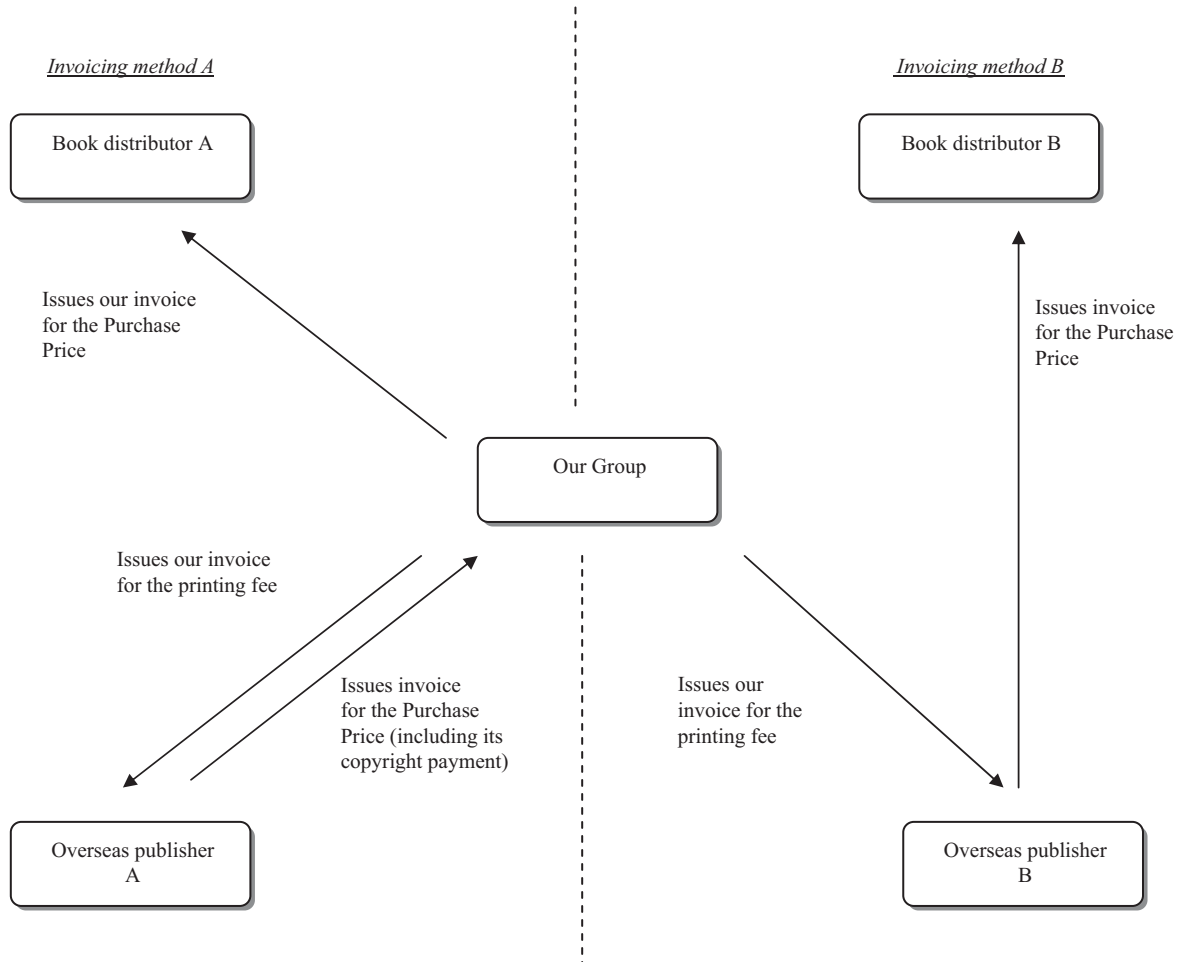 Invoicing method A
Invoicing method B
Book distributor A
Book distributor B
Issues our invoice
for the Purchase
Price
Issues invoice
for the Purchase
Price
Our Group
Issues our invoice
for the printing fee
Issues invoice
for the Purchase
Price (including its
copyright payment)
Issues our
invoice for the
printing fee
Overseas publisher
A
Overseas publisher
B